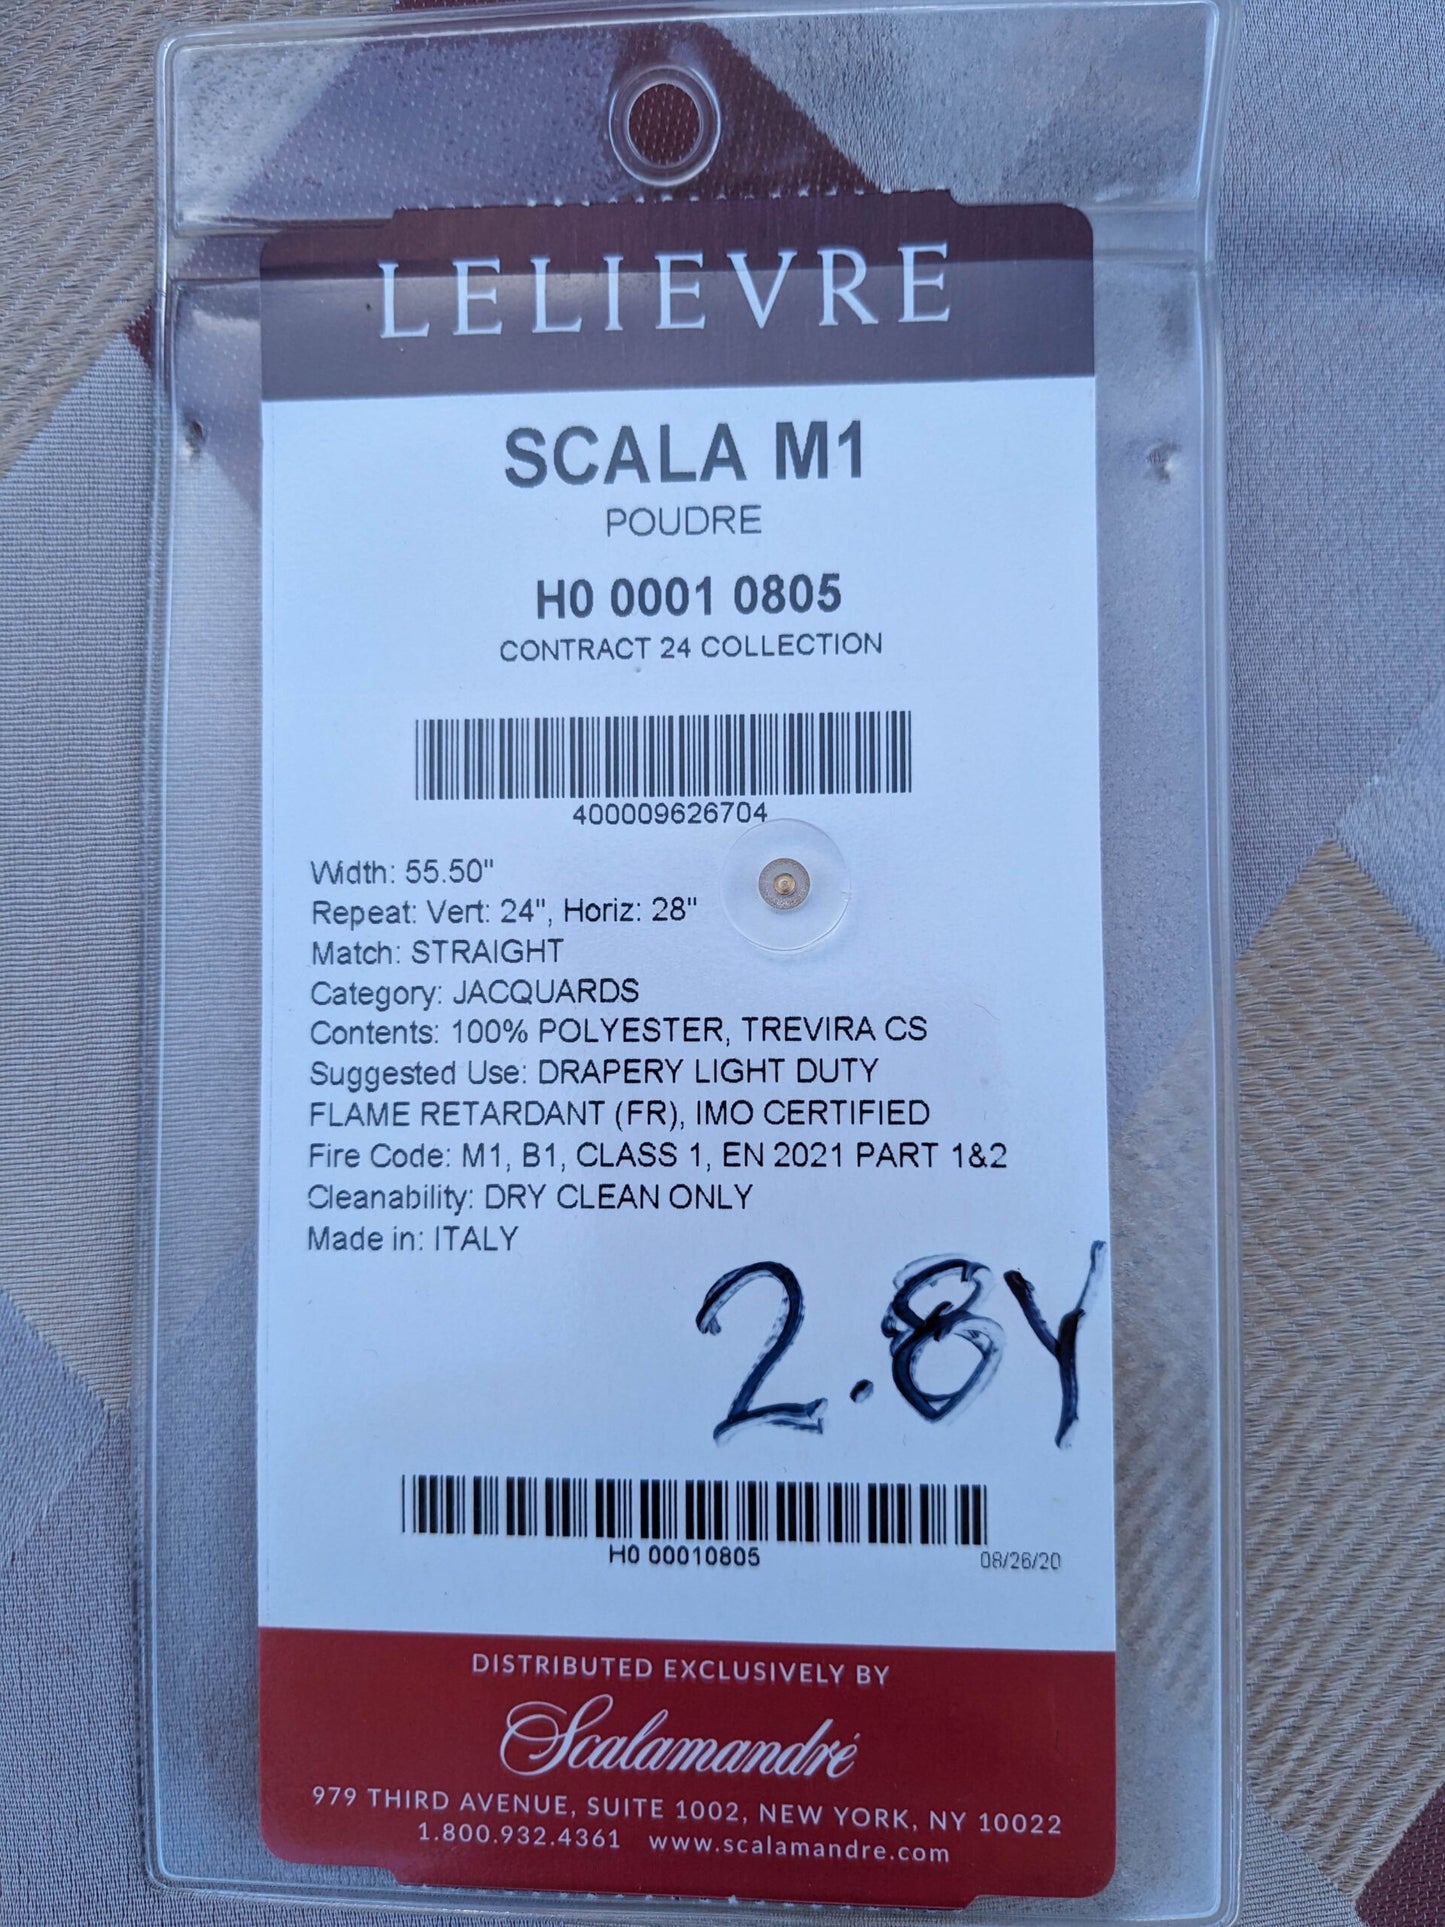 LELIEVRE
SCALA M1
POUDRE
H0 0001 0805
CONTRACT 24 COLLECTION
400009626704
Width: 55.50"
Repeat: Vert: 24", Horiz: 28"
Match: STRAIGHT
Category: JACQUARDS
Contents: 100% POLYESTER, TREVIRA CS
Suggested Use: DRAPERY LIGHT DUTY
FLAME RETARDANT (FR), IMO CERTIFIED
Fire Code: M1, B1, CLASS 1, EN 2021 PART 1&2
Cleanability: DRY CLEAN ONLY
Made in: ITALY
2.8Y
H0 00010805
08/26/20
DISTRIBUTED EXCLUSIVELY BY
Scalamandré
979 THIRD AVENUE, SUITE 1002, NEW YORK, NY 10022
1.800.932.4361 www.scalamandre.com